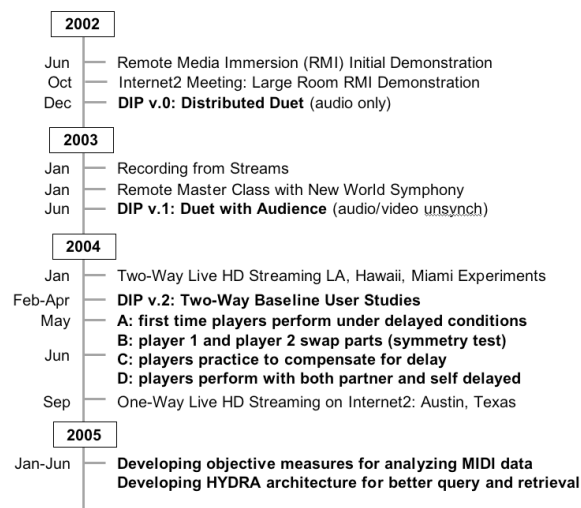 2002
Jun Remote Media Immersion (RMI) Initial Demonstration
Oct Internet2 Meeting: Large Room RMI Demonstration
Dec DIP v.0: Distributed Duet (audio only)
2003
Jan Recording from Streams
Jan Remote Master Class with New World Symphony
Jun DIP v.1: Duet with Audience (audio/video unsynch)
2004
Jan Two-Way Live HD Streaming LA, Hawaii, Miami Experiments
Feb-Apr DIP v.2: Two-Way Baseline User Studies
May A: first time players perform under delayed conditions
B: player 1 and player 2 swap parts (symmetry test)
Jun C: players practice to compensate for delay
D: players perform with both partner and self delayed
Sep One-Way Live HD Streaming on Internet2: Austin, Texas
2005
Jan-Jun Developing objective measures for analyzing MIDI data
Developing HYDRA architecture for better query and retrieval